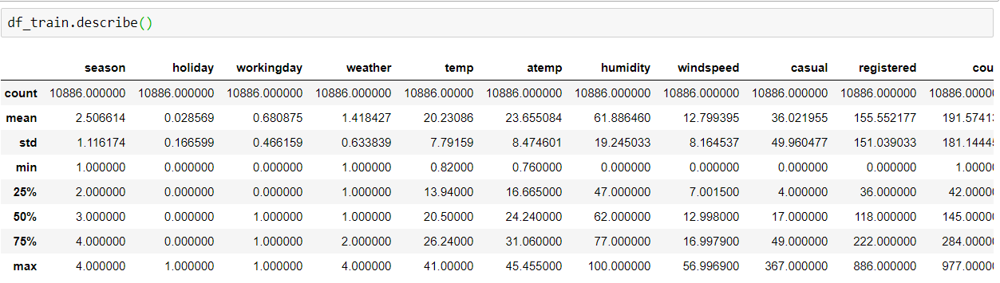 df_train.describe()
season holiday workingday weather temp atemp humidity windspeed casual registered cou
count 10886.000000 10886.000000 10886.000000 10886.000000 10886.00000 10886.000000 10886.000000 10886.000000 10886.000000 10886.000000 10886.0000
mean 2.506614 0.028569 0.680875 1.418427 20.23086 23.655084 61.886460 12.799395 36.021955 155.552177 191.57413
std 1.116174 0.166599 0.466159 0.633839 7.79159 8.474601 19.245033 8.164537 49.960477 151.039033 181.14445
min 1.000000 0.000000 0.000000 1.000000 0.82000 0.760000 0.000000 0.000000 0.000000 0.000000 1.00000
25% 2.000000 0.000000 0.000000 1.000000 13.94000 16.665000 47.000000 7.001500 4.000000 36.000000 42.00000
50% 3.000000 0.000000 1.000000 1.000000 20.50000 24.240000 62.000000 12.998000 17.000000 118.000000 145.00000
75% 4.000000 0.000000 1.000000 2.000000 26.24000 31.060000 77.000000 16.997900 49.000000 222.000000 284.00000
max 4.000000 1.000000 1.000000 4.000000 41.00000 45.455000 100.000000 56.996900 367.000000 886.000000 977.00000